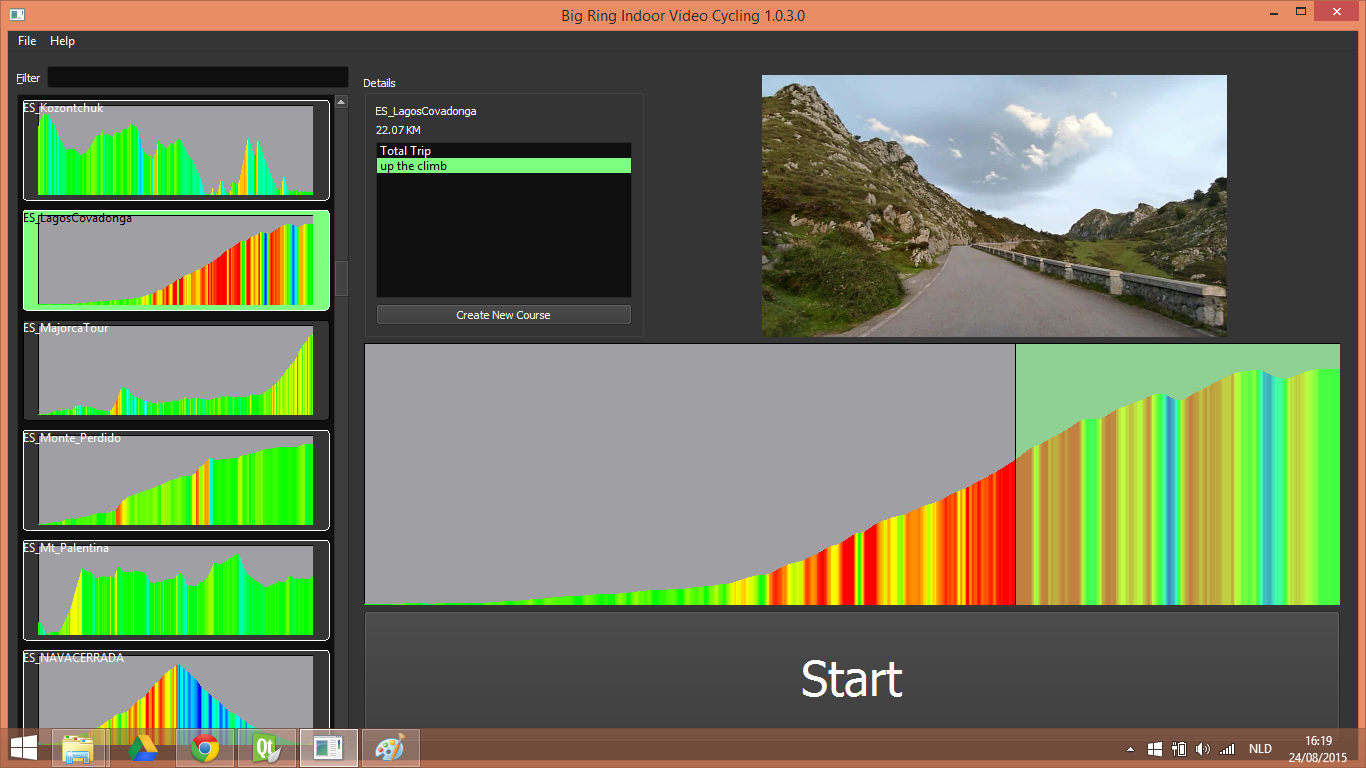 Big Ring Indoor Video Cycling 1.0.3.0
File Help
Filter
ES_Kozontchuk
ES_LagosCovadonga
ES_MajorcaTour
ES_Monte_Perdido
ES_Mt_Palentina
ES_NAVACERRADA
Details
ES_LagosCovadonga
22.07 KM
Total Trip
up the climb
Create New Course
Start
Qt
NLD
16:19
24/08/2015